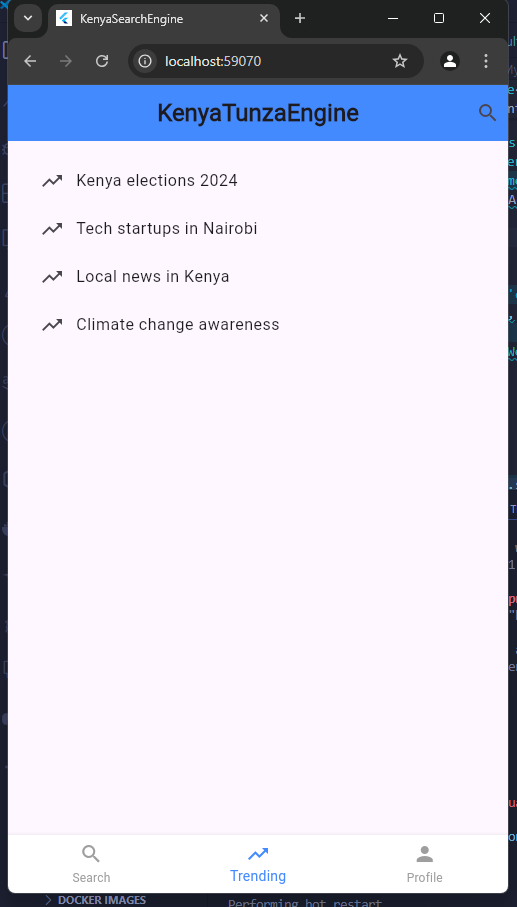 KenyaSearchEngine
localhost:59070
KenyaTunzaEngine
Kenya elections 2024
Tech startups in Nairobi
Local news in Kenya
Climate change awareness
Search
Trending
Profile
DOCKER IMAGES
Performing hot restart